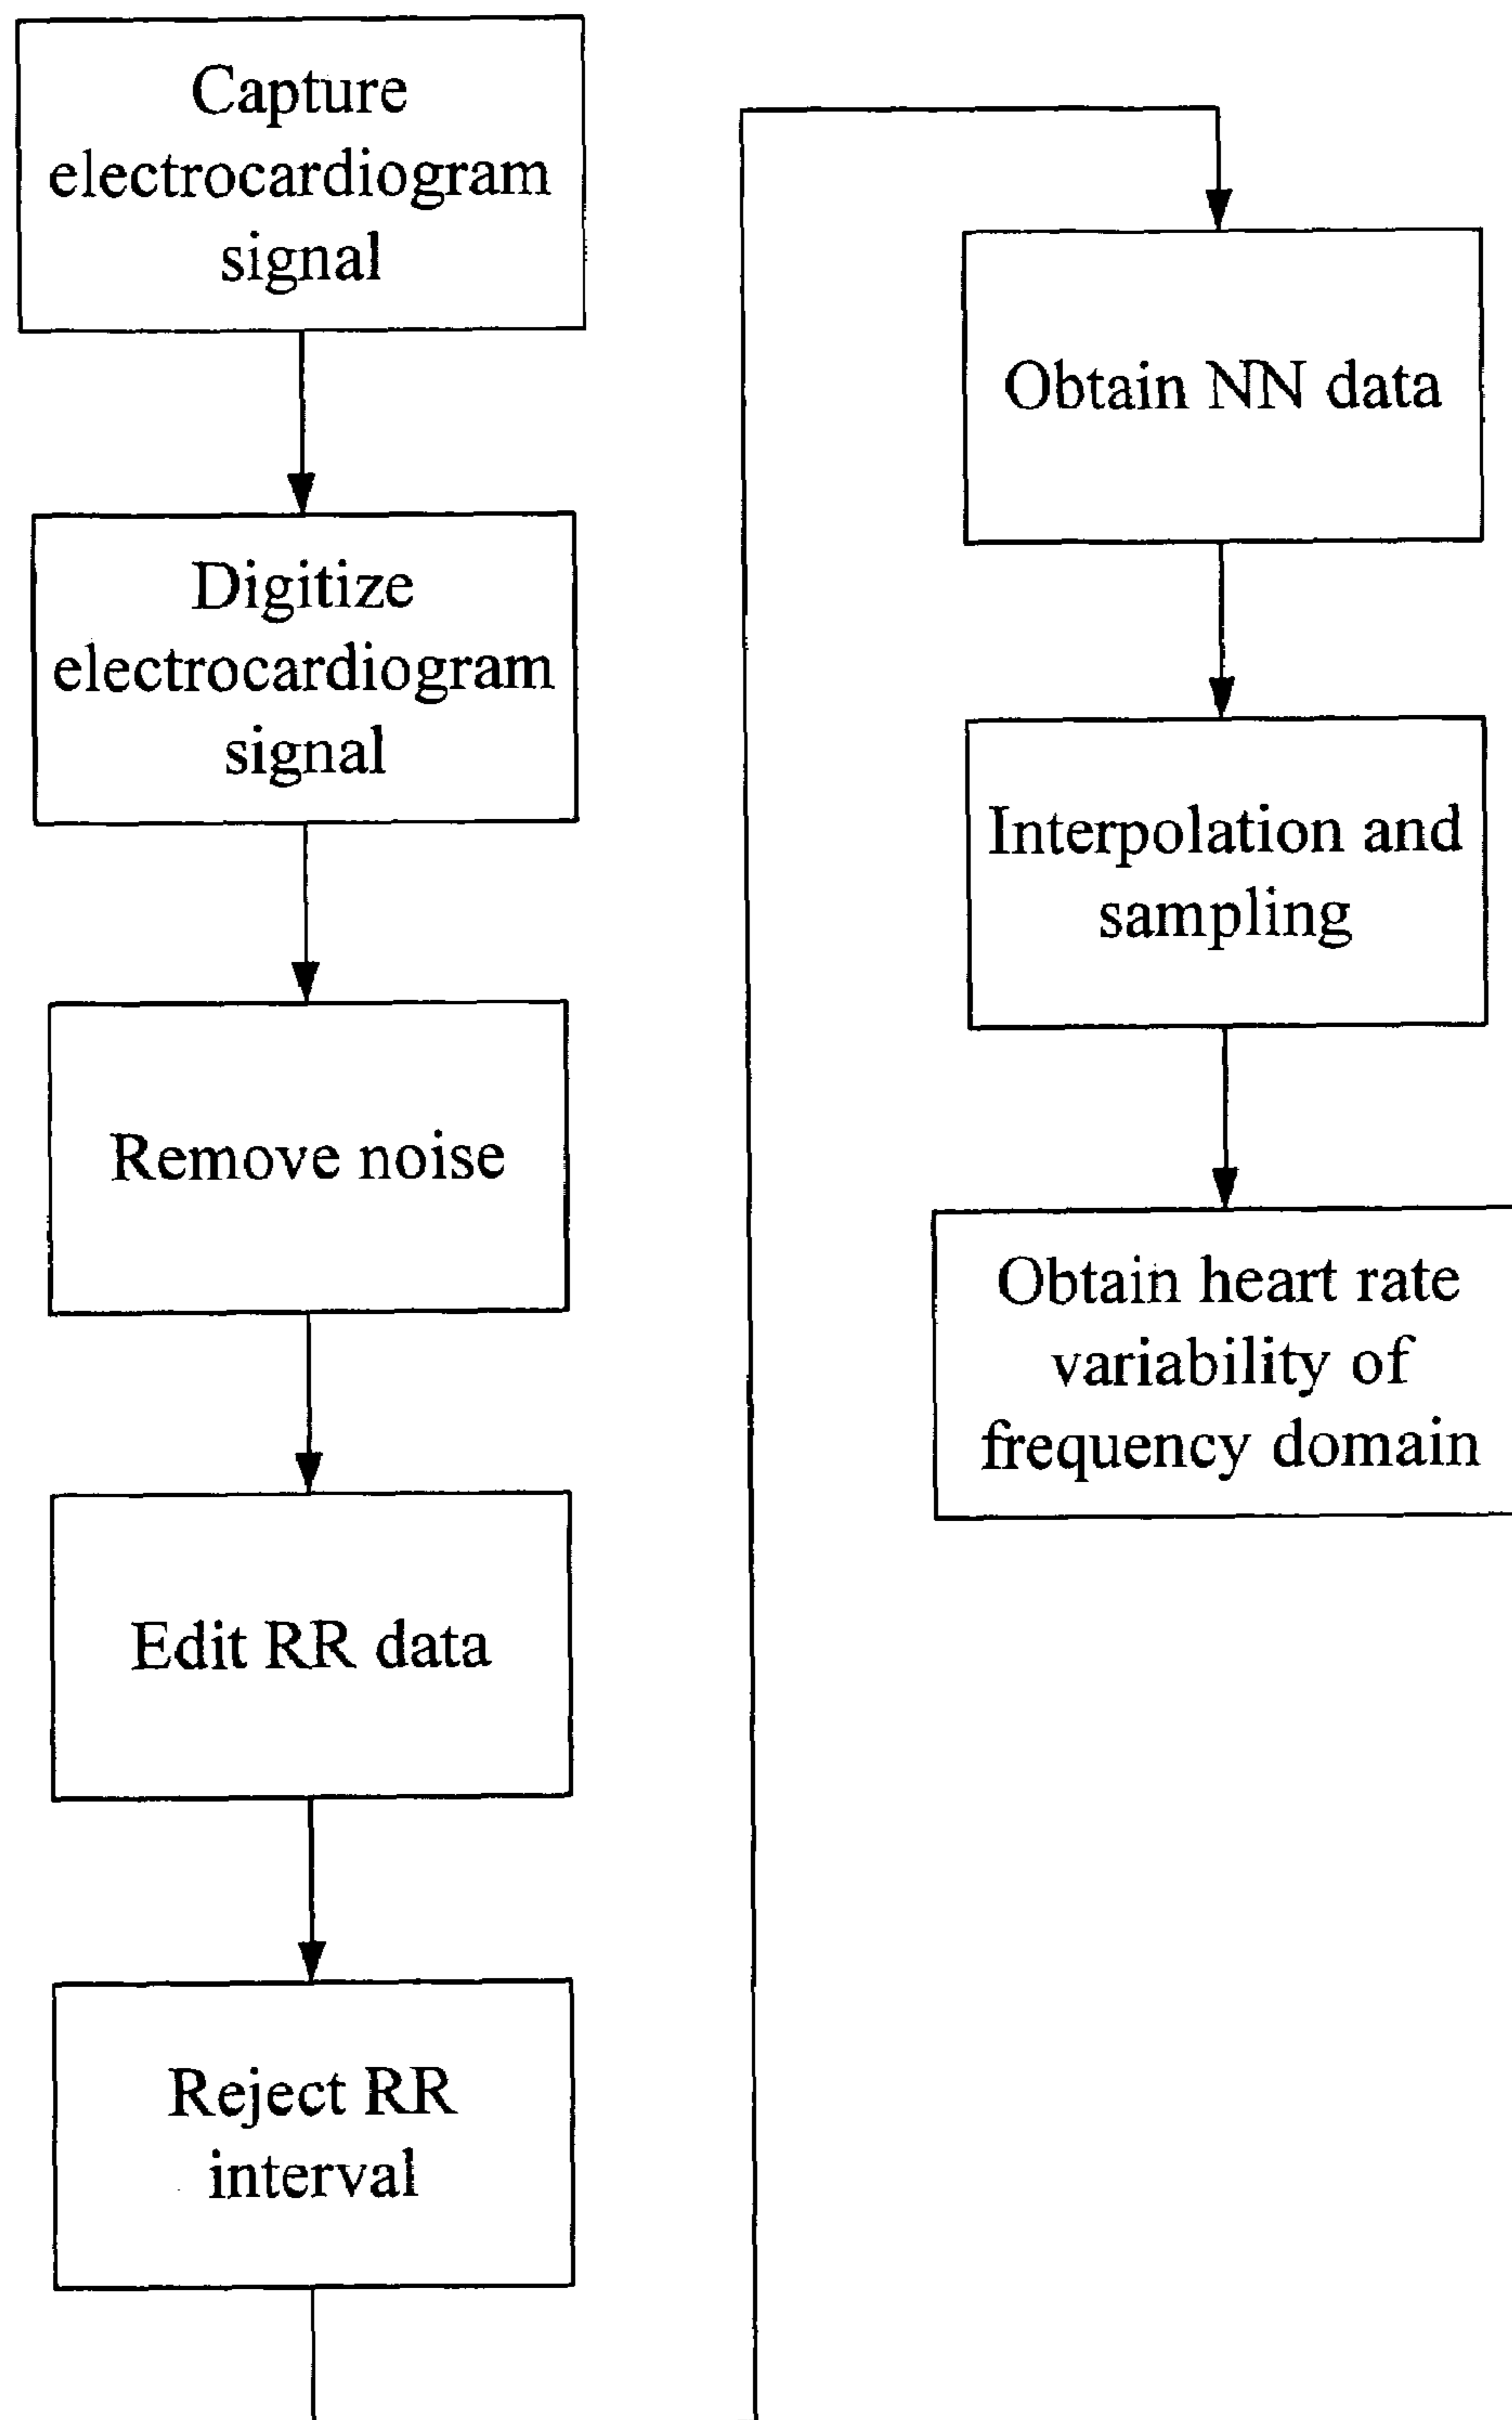 Capture
electrocardiogram
signal
Digitize
electrocardiogram
signal
Remove noise
Edit RR data
Reject RR
interval
Obtain NN data
Interpolation and
sampling
Obtain heart rate
variability of
frequency domain